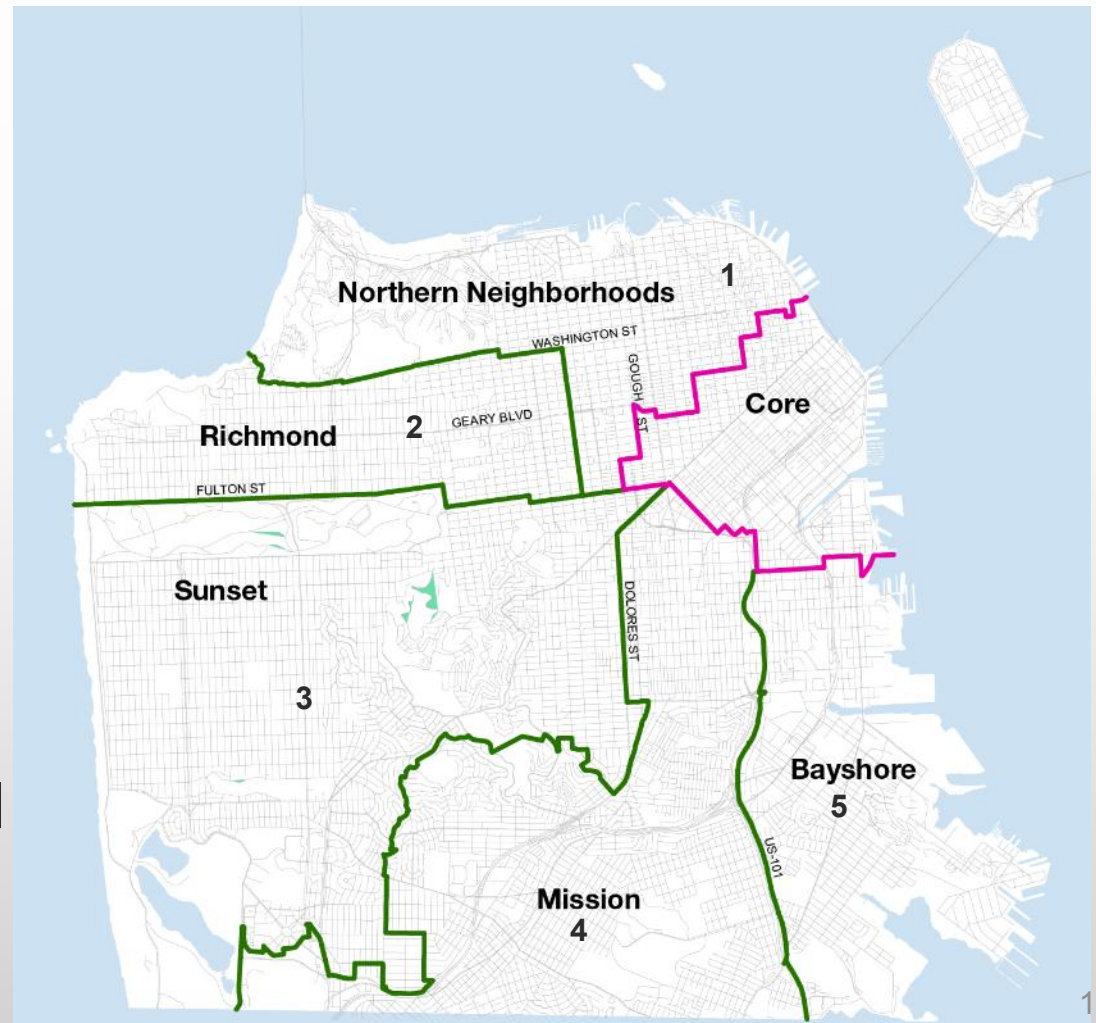 1
Northern Neighborhoods
WASHINGTON ST
GOUGH ST
Core
2
GEARY BLVD
Richmond
FULTON ST
Sunset
DOLORES ST
3
Bayshore
5
US-101
Mission
4
1